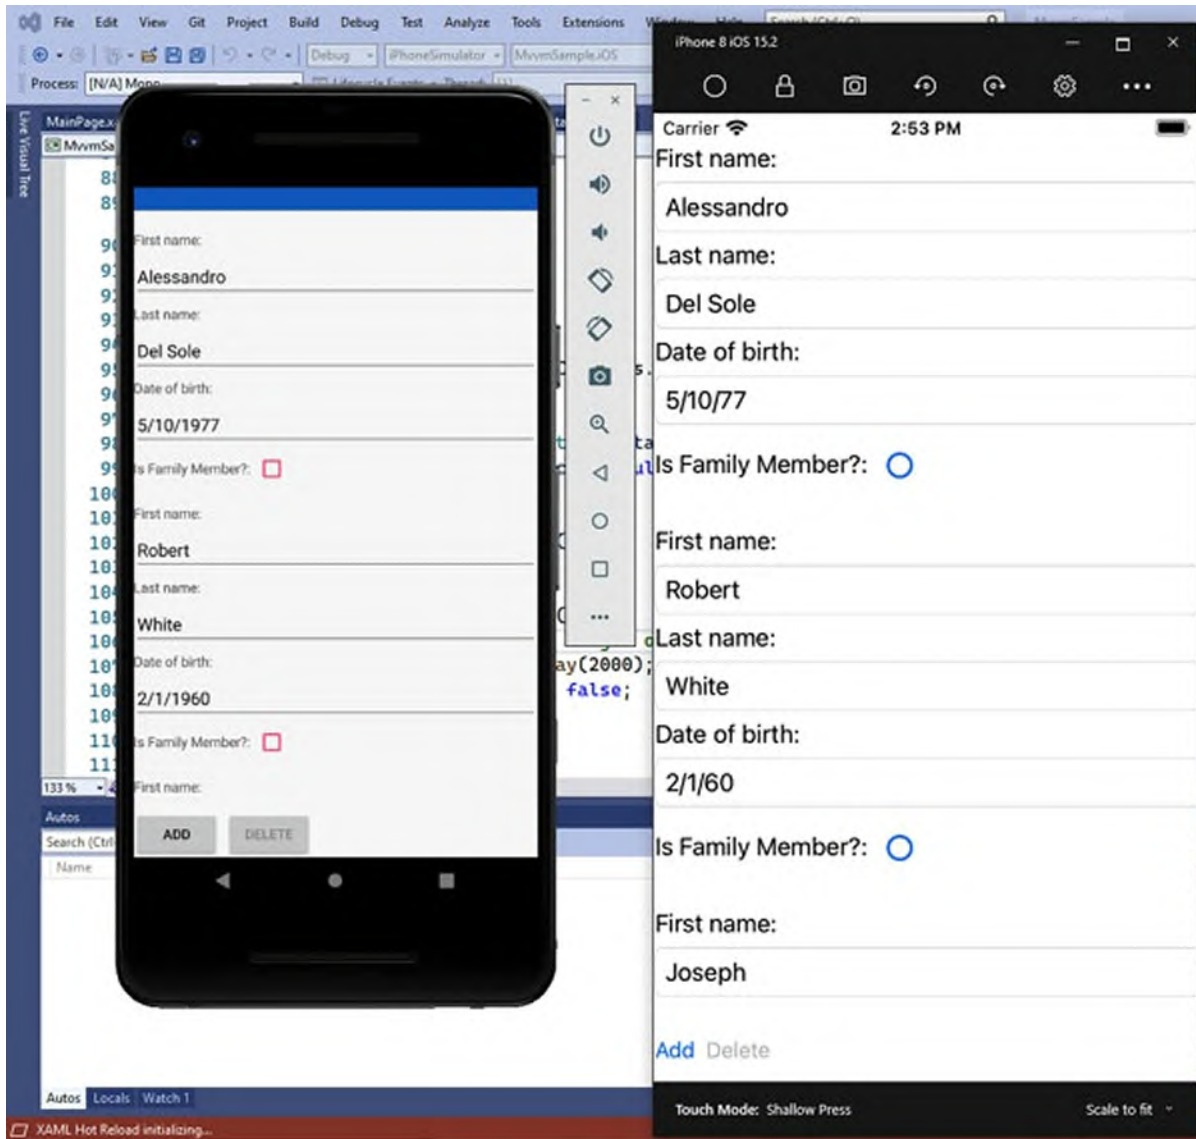 File Edit View Git Project Build Debug Test Analyze Tools Extensions
Debug iPhoneSimulator MvvmSample.iOS
Process: [N/A] Mono
Live Visual Tree
MainPage.x
MvvmSa
133 %
Autos
Search (Ctrl
Name
Autos Locals Watch 1
XAML Hot Reload initializing...
ay(2000);
false;
First name:
Alessandro
Last name:
Del Sole
Date of birth:
5/10/1977
Is Family Member?:
First name:
Robert
Last name:
White
Date of birth:
2/1/1960
Is Family Member?:
First name:
ADD DELETE
iPhone 8 iOS 15.2
Carrier 2:53 PM
First name:
Alessandro
Last name:
Del Sole
Date of birth:
5/10/77
Is Family Member?:
First name:
Robert
Last name:
White
Date of birth:
2/1/60
Is Family Member?:
First name:
Joseph
Add Delete
Touch Mode: Shallow Press Scale to fit